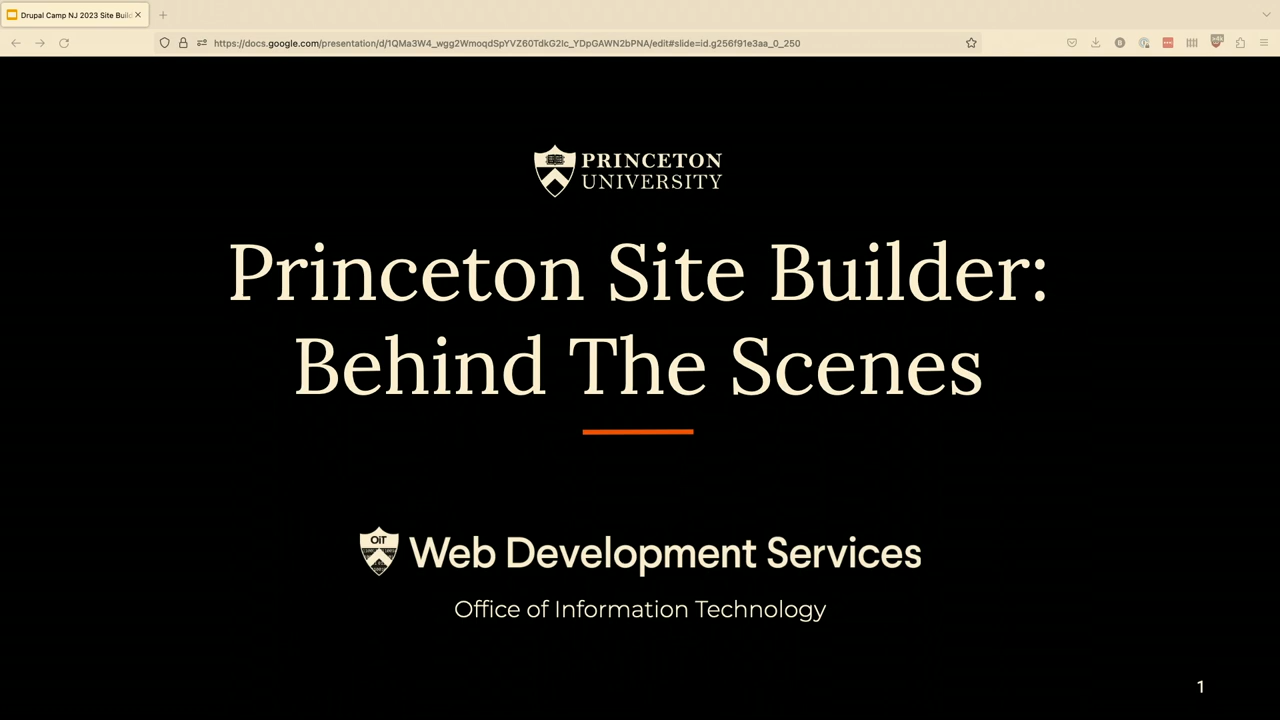 Drupal Camp NJ 2023 Site Buil
https://docs.google.com/presentation/d/1QMa3W4_wgg2WmoqdSpYVZ60TdkG2lc_YDpGAWN2bPNA/edit#slide=id.g256f91e3aa_0_250
PRINCETON
UNIVERSITY
Princeton Site Builder:
Behind The Scenes
OIT
Web Development Services
Office of Information Technology
1